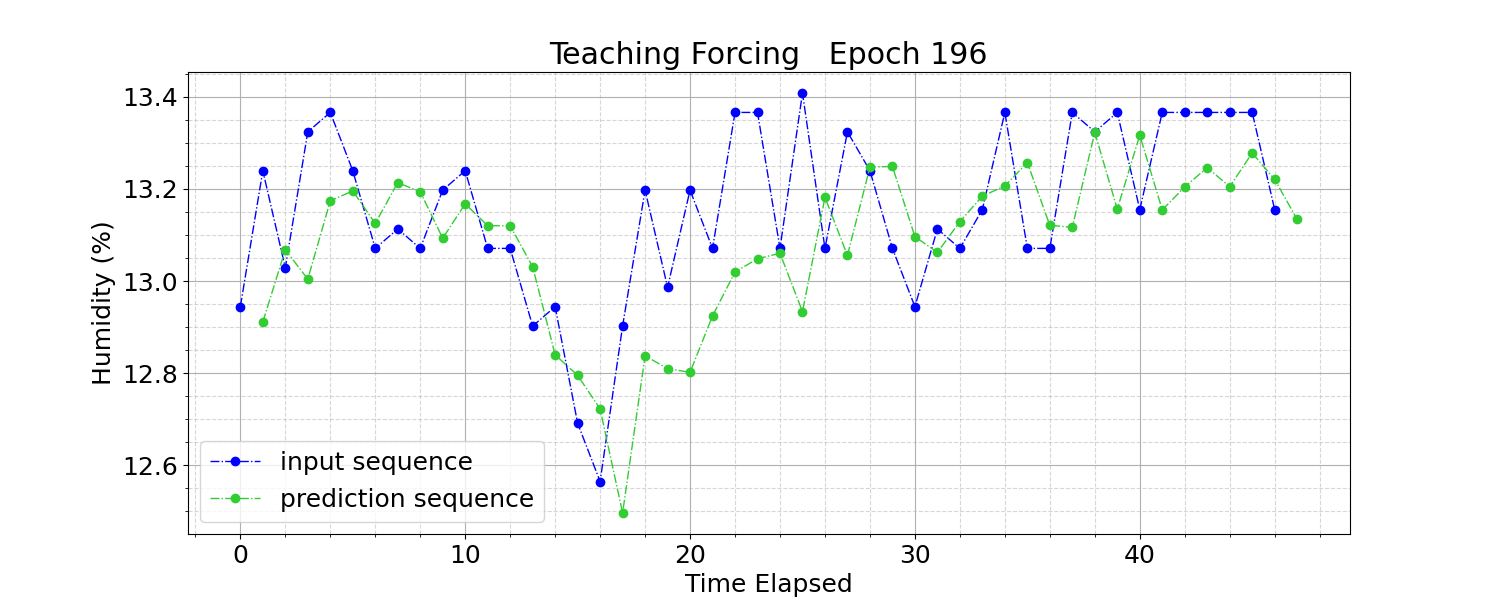 Teaching Forcing   Epoch 196
Humidity (%)
13.4
13.2
13.0
12.8
12.6
input sequence
prediction sequence
0 10 20 30 40
Time Elapsed